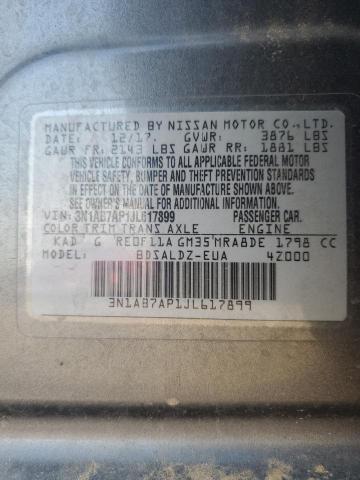 MANUFACTURED BY NISSAN MOTOR CO.,LTD.
DATE: 12/17. GVWR: 3876 LBS
GAWR FR: 2143 LBS GAWR RR: 1881 LBS
THIS VEHICLE CONFORMS TO ALL APPLICABLE FEDERAL MOTOR
VEHICLE SAFETY, BUMPER AND THEFT PREVENTION STANDARDS
IN EFFECT ON THE DATE OF MANUFACTURE SHOWN ABOVE.
SEE OWNER'S MANUAL FOR ADDITIONAL INFORMATION.
VIN: 3N1AB7AP1JL617899 PASSENGER CAR.
COLOR TRIM TRANS AXLE ENGINE
KAD G RE0F11A GM35 MRA8DE 1798 CC
MODEL: BDSALDZ-EUA 4Z000
3N1AB7AP1JL617899